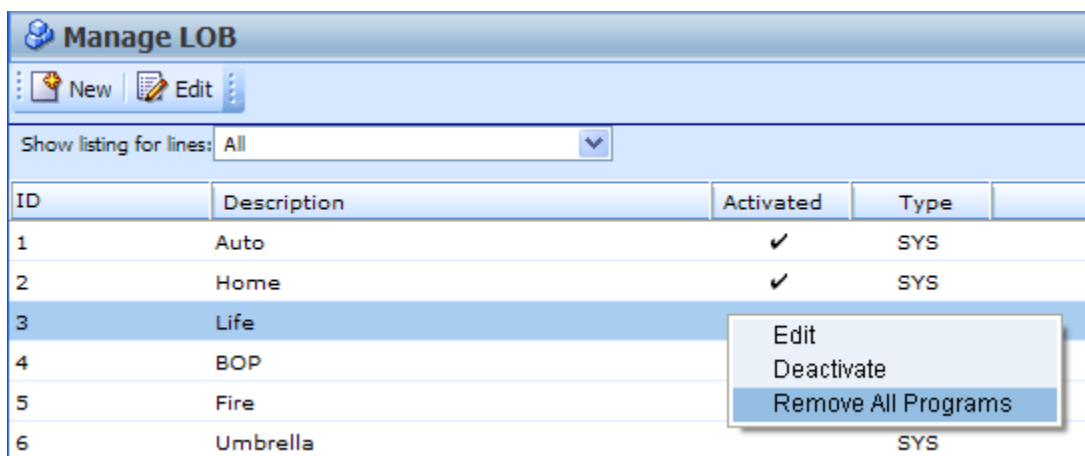 Manage LOB
New Edit
Show listing for lines: All
ID Description Activated Type
1 Auto ✔ SYS
2 Home ✔ SYS
3 Life
Edit
4 BOP
Deactivate
5 Fire
Remove All Programs
6 Umbrella SYS